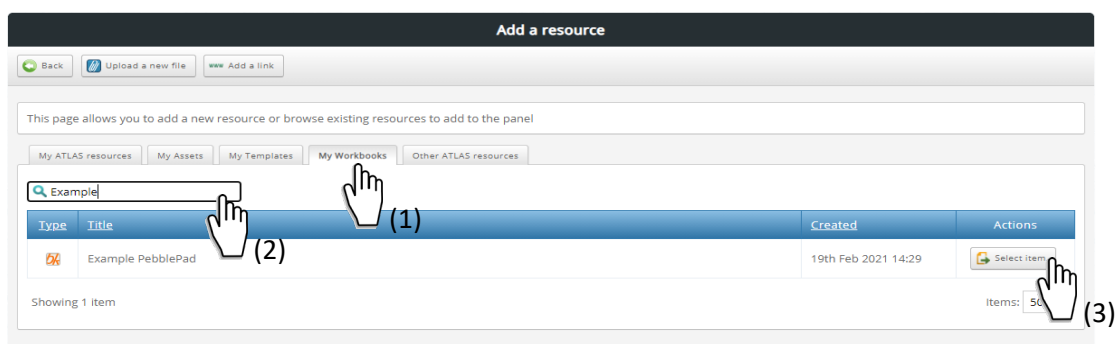 Add a resource
Back Upload a new file www Add a link
This page allows you to add a new resource or browse existing resources to add to the panel
My ATLAS resources My Assets My Templates My Workbooks Other ATLAS resources
Example
(1)
Type Title Created Actions
(2)
Example PebblePad 19th Feb 2021 14:29 Select item
Showing 1 item Items: 50
(3)